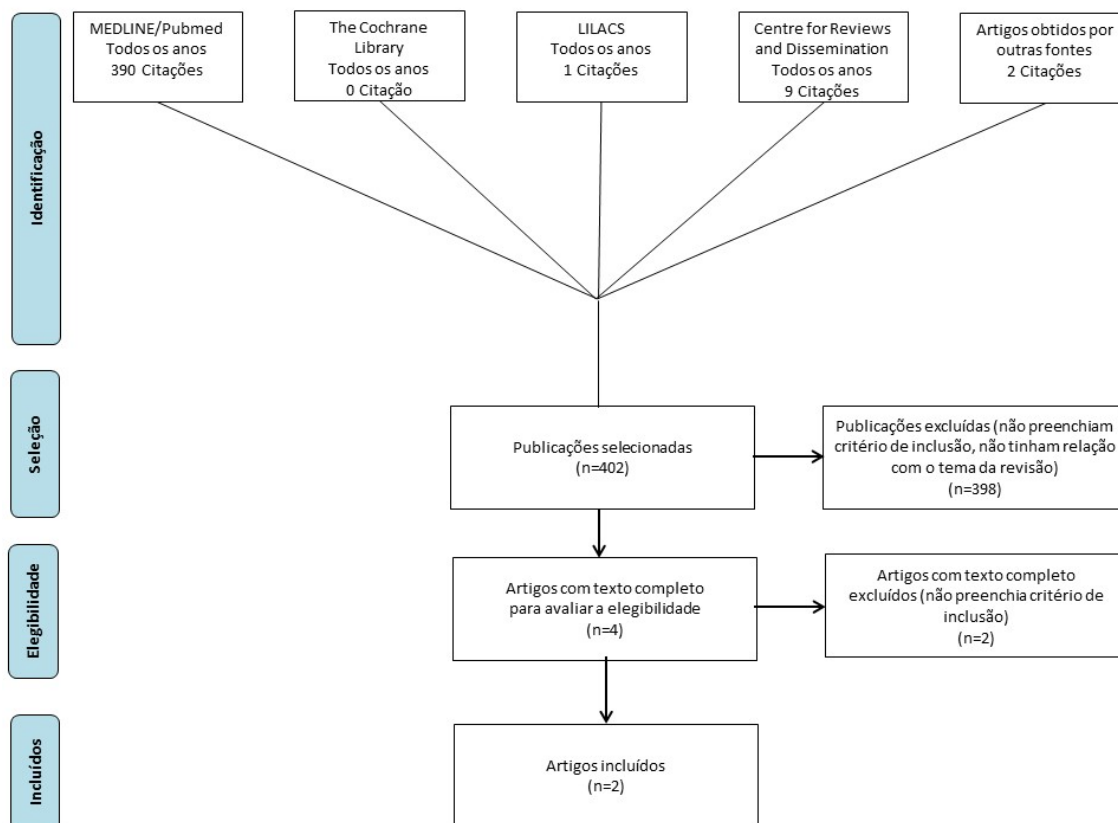 Identificação
MEDLINE/Pubmed
Todos os anos
390 Citações
The Cochrane
Library
Todos os anos
0 Citação
LILACS
Todos os anos
1 Citações
Centre for Reviews
and Dissemination
Todos os anos
9 Citações
Artigos obtidos por
outras fontes
2 Citações
Seleção
Publicações selecionadas
(n=402)
Publicações excluídas (não preenchiam
critério de inclusão, não tinham relação
com o tema da revisão)
(n=398)
Elegibilidade
Artigos com texto completo
para avaliar a elegibilidade
(n=4)
Artigos com texto completo
excluídos (não preenchia critério de
inclusão)
(n=2)
Incluídos
Artigos incluídos
(n=2)